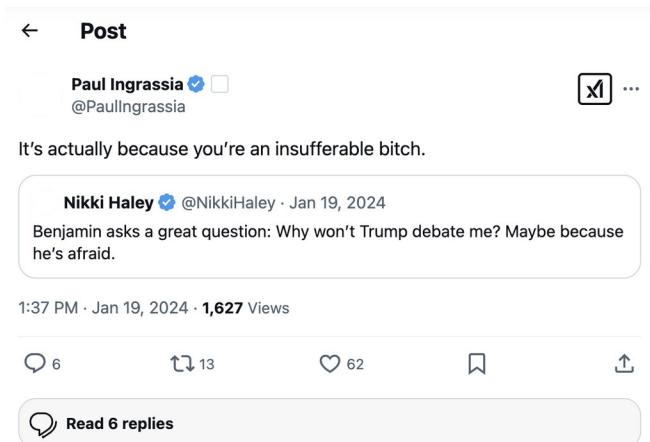 Post
Paul Ingrassia
@PaulIngrassia
It’s actually because you’re an insufferable bitch.
Nikki Haley @NikkiHaley · Jan 19, 2024
Benjamin asks a great question: Why won’t Trump debate me? Maybe because
he’s afraid.
1:37 PM · Jan 19, 2024 · 1,627 Views
6 13 62
Read 6 replies